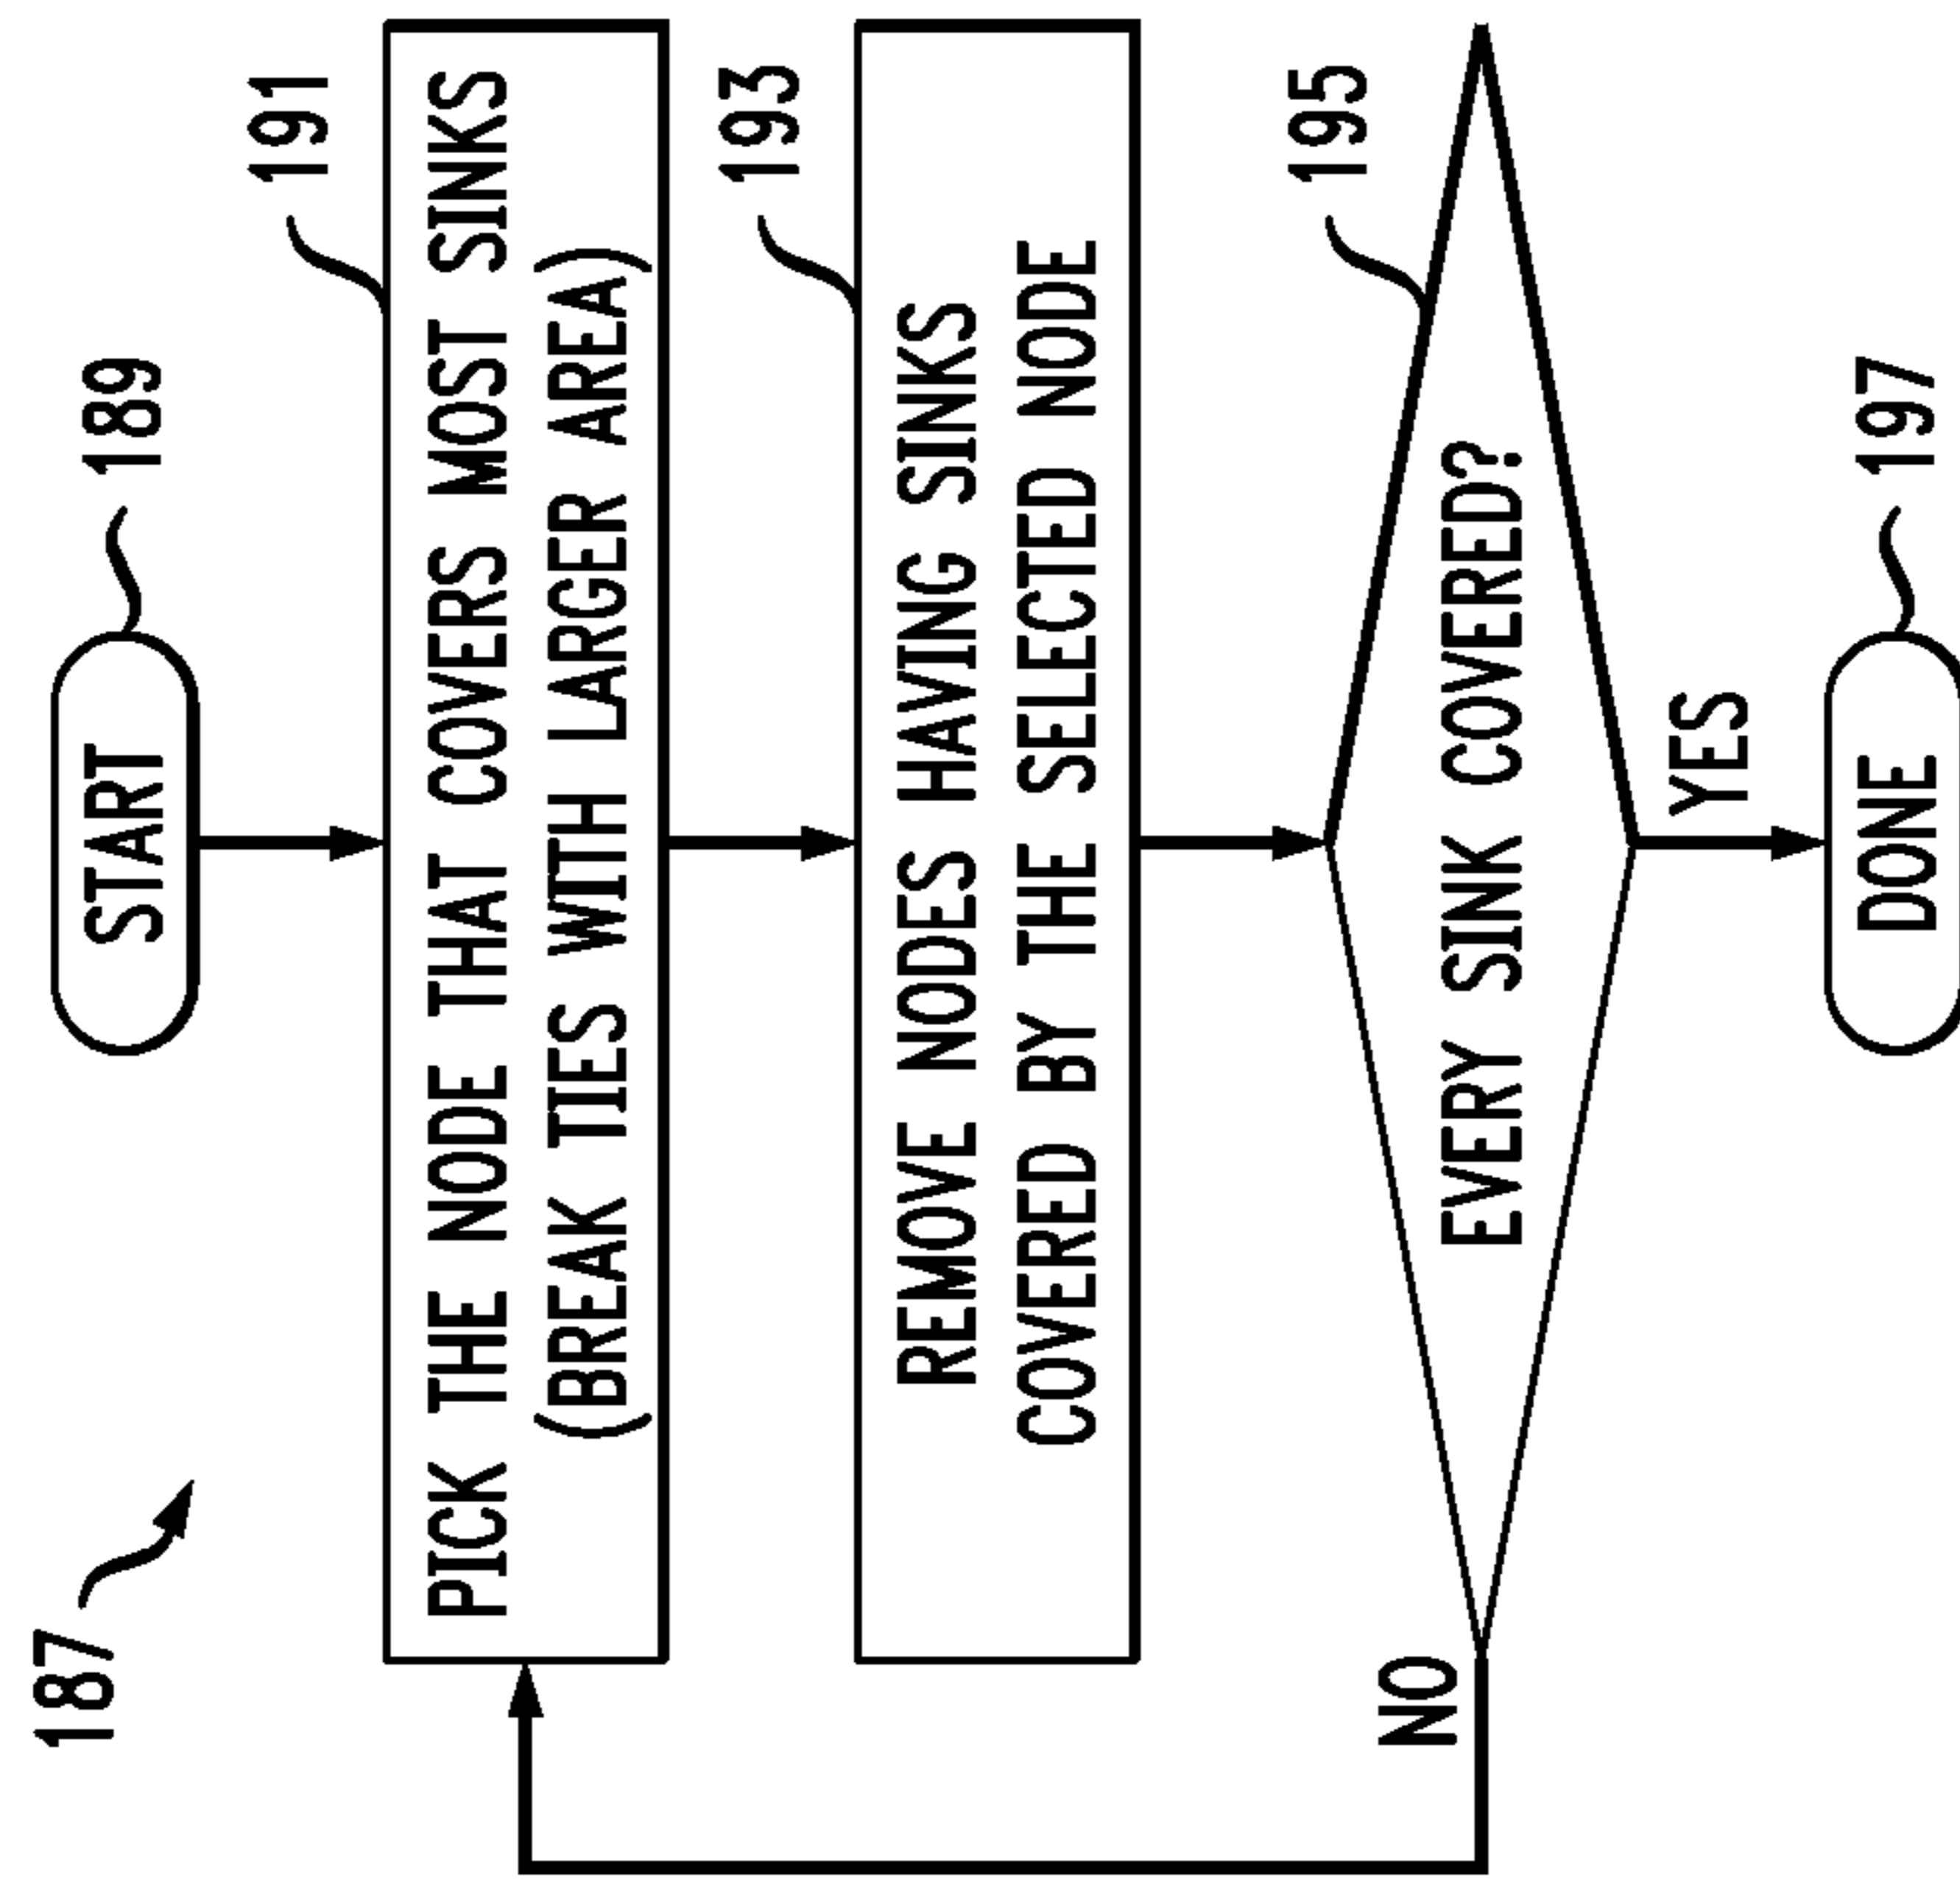 187
START
189
PICK THE NODE THAT COVERS MOST SINKS
(BREAK TIES WITH LARGER AREA)
191
REMOVE NODES HAVING SINKS
COVERED BY THE SELECTED NODE
193
EVERY SINK COVERED?
195
NO
YES
DONE
197